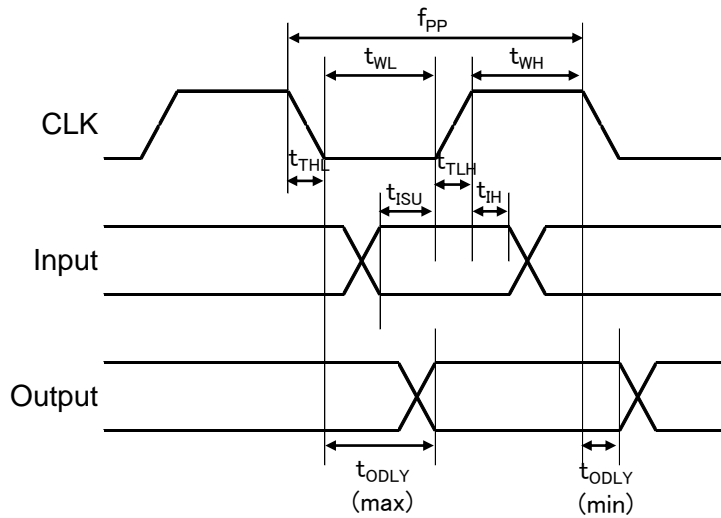 fPP
tWL
tWH
CLK
tTHL
tTLH
tISU
tIH
Input
Output
tODLY
(max)
tODLY
(min)